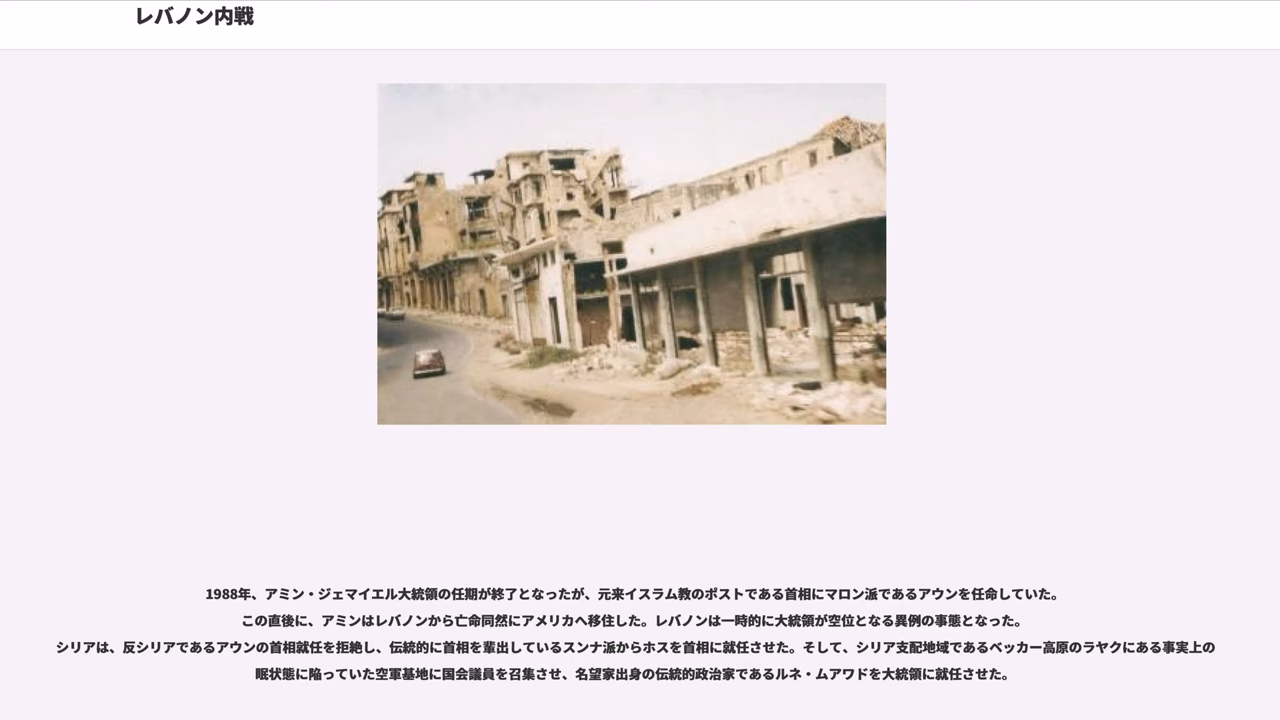 レバノン内戦
1988年、アミン・ジェマイエル大統領の任期が終了となったが、元来イスラム教のポストである首相にマロン派であるアウンを任命していた。
この直後に、アミンはレバノンから亡命同然にアメリカへ移住した。レバノンは一時的に大統領が空位となる異例の事態となった。
シリアは、反シリアであるアウンの首相就任を拒絶し、伝統的に首相を輩出しているスンナ派からホスを首相に就任させた。そして、シリア支配地域であるベッカー高原のラヤクにある事実上の
眠状態に陥っていた空軍基地に国会議員を召集させ、名望家出身の伝統的政治家であるルネ・ムアワドを大統領に就任させた。